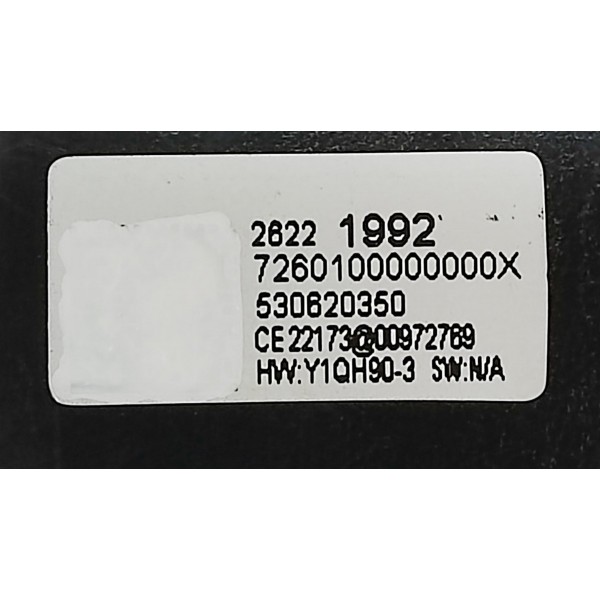 2622 1992
7260100000000X
530620350
CE22173@00972769
HW:Y1QH90-3 SW:N/A